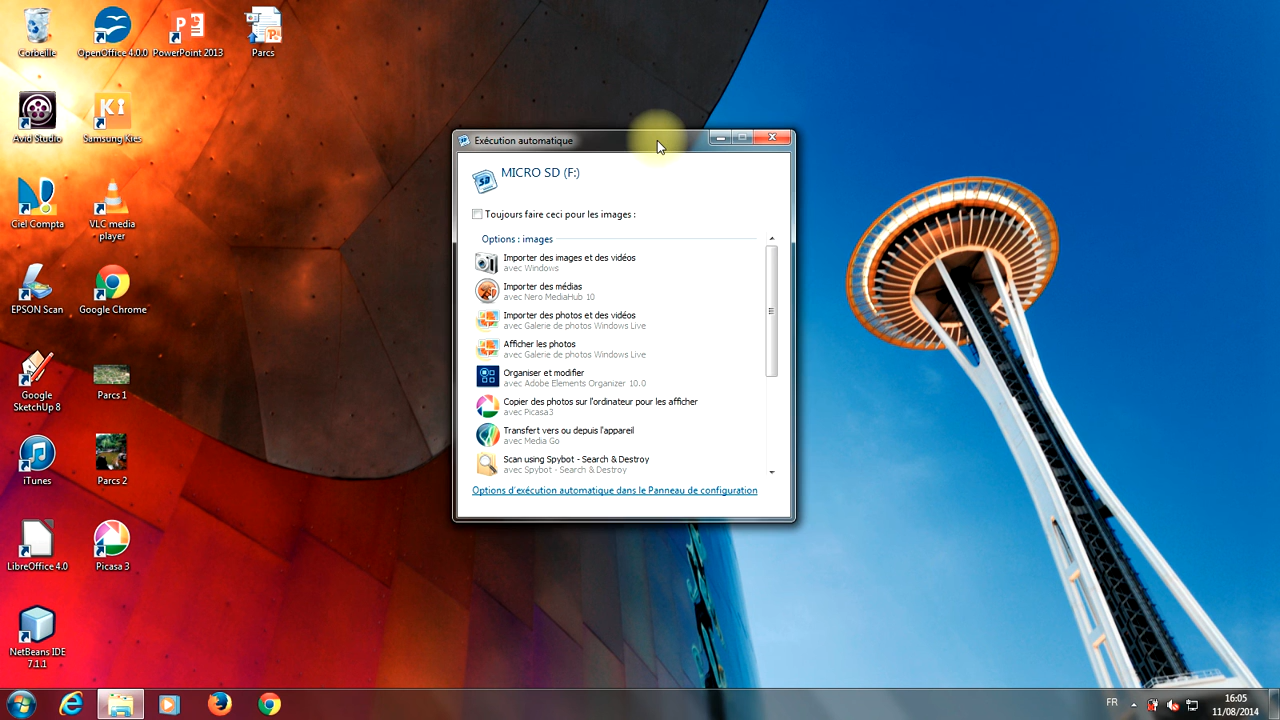 Corbeille
OpenOffice 4.0.0
PowerPoint 2013
Parcs
Avid Studio
Samsung Kies
Ciel Compta
VLC media
player
EPSON Scan
Google Chrome
Google
SketchUp 8
Parcs 1
iTunes
Parcs 2
LibreOffice 4.0
Picasa 3
NetBeans IDE
7.1.1
Exécution automatique
MICRO SD (F:)
Toujours faire ceci pour les images :
Options : images
Importer des images et des vidéos
avec Windows
Importer des médias
avec Nero MediaHub 10
Importer des photos et des vidéos
avec Galerie de photos Windows Live
Afficher les photos
avec Galerie de photos Windows Live
Organiser et modifier
avec Adobe Elements Organizer 10.0
Copier des photos sur l'ordinateur pour les afficher
avec Picasa3
Transfert vers ou depuis l'appareil
avec Media Go
Scan using Spybot - Search & Destroy
avec Spybot - Search & Destroy
Options d'exécution automatique dans le Panneau de configuration
FR
16:05
11/08/2014